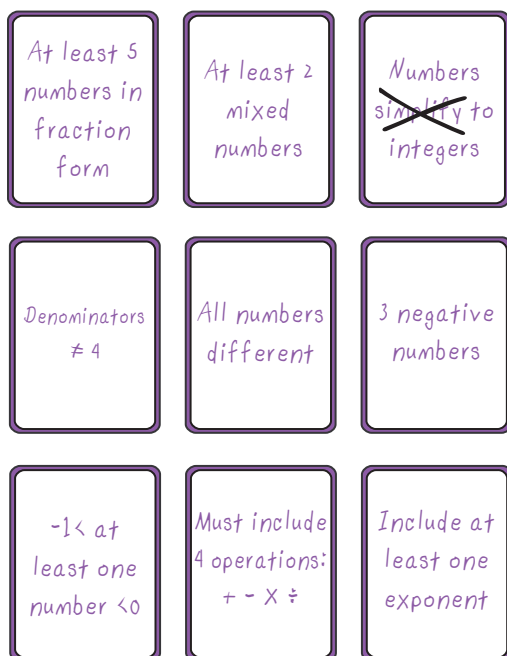 At least 5
numbers in
fraction
form
At least 2
mixed
numbers
Numbers
simplify to
integers
Denominators
≠ 4
All numbers
different
3 negative
numbers
-1< at
least one
number <0
Must include
4 operations:
+ - x ÷
Include at
least one
exponent